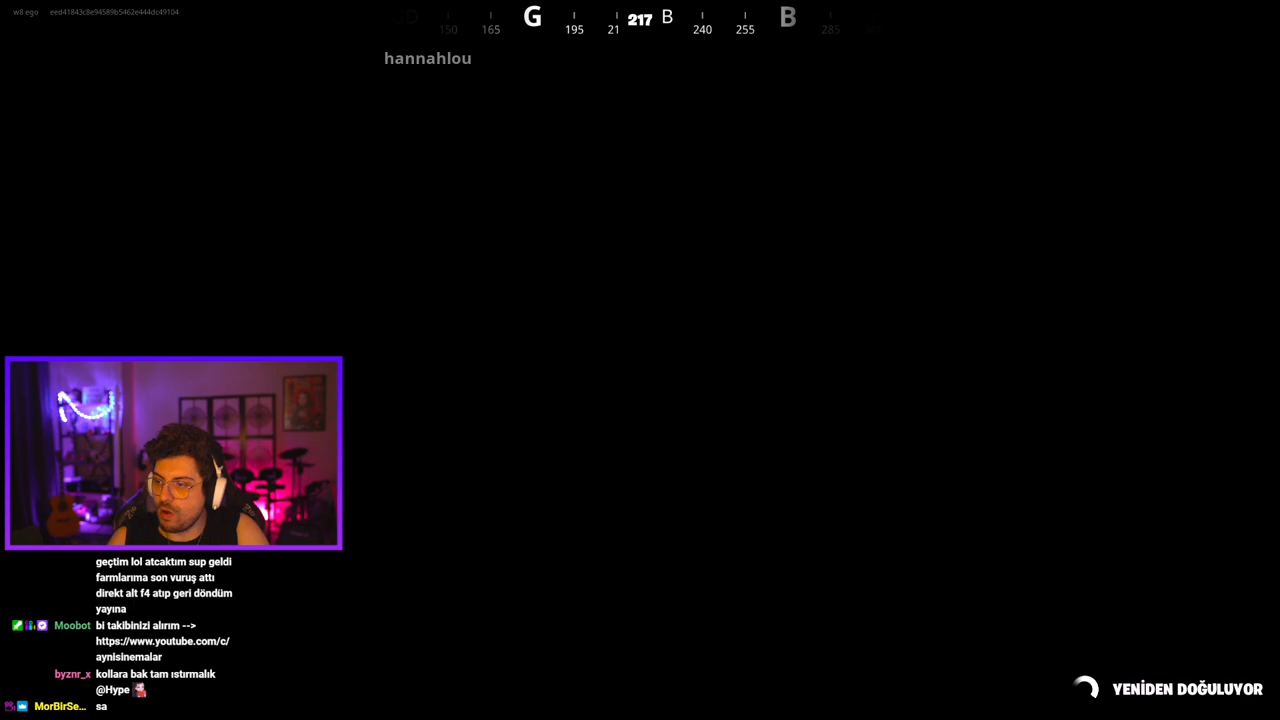 w8 ego eed41843c8e94589b5462e444dc49104
GD G 217 B B
150 165 195 21 240 255 285
hannahlou
geçtim lol atcaktım sup geldi
farmlarıma son vuruş attı
direkt alt f4 atıp geri döndüm
yayına
Moobot bi takibinizi alırım -->
https://www.youtube.com/c/
aynisinemalar
byznr_x kollara bak tam ıstırmalık
@Hype
MorBirSe... sa
YENİDEN DOĞULUYOR